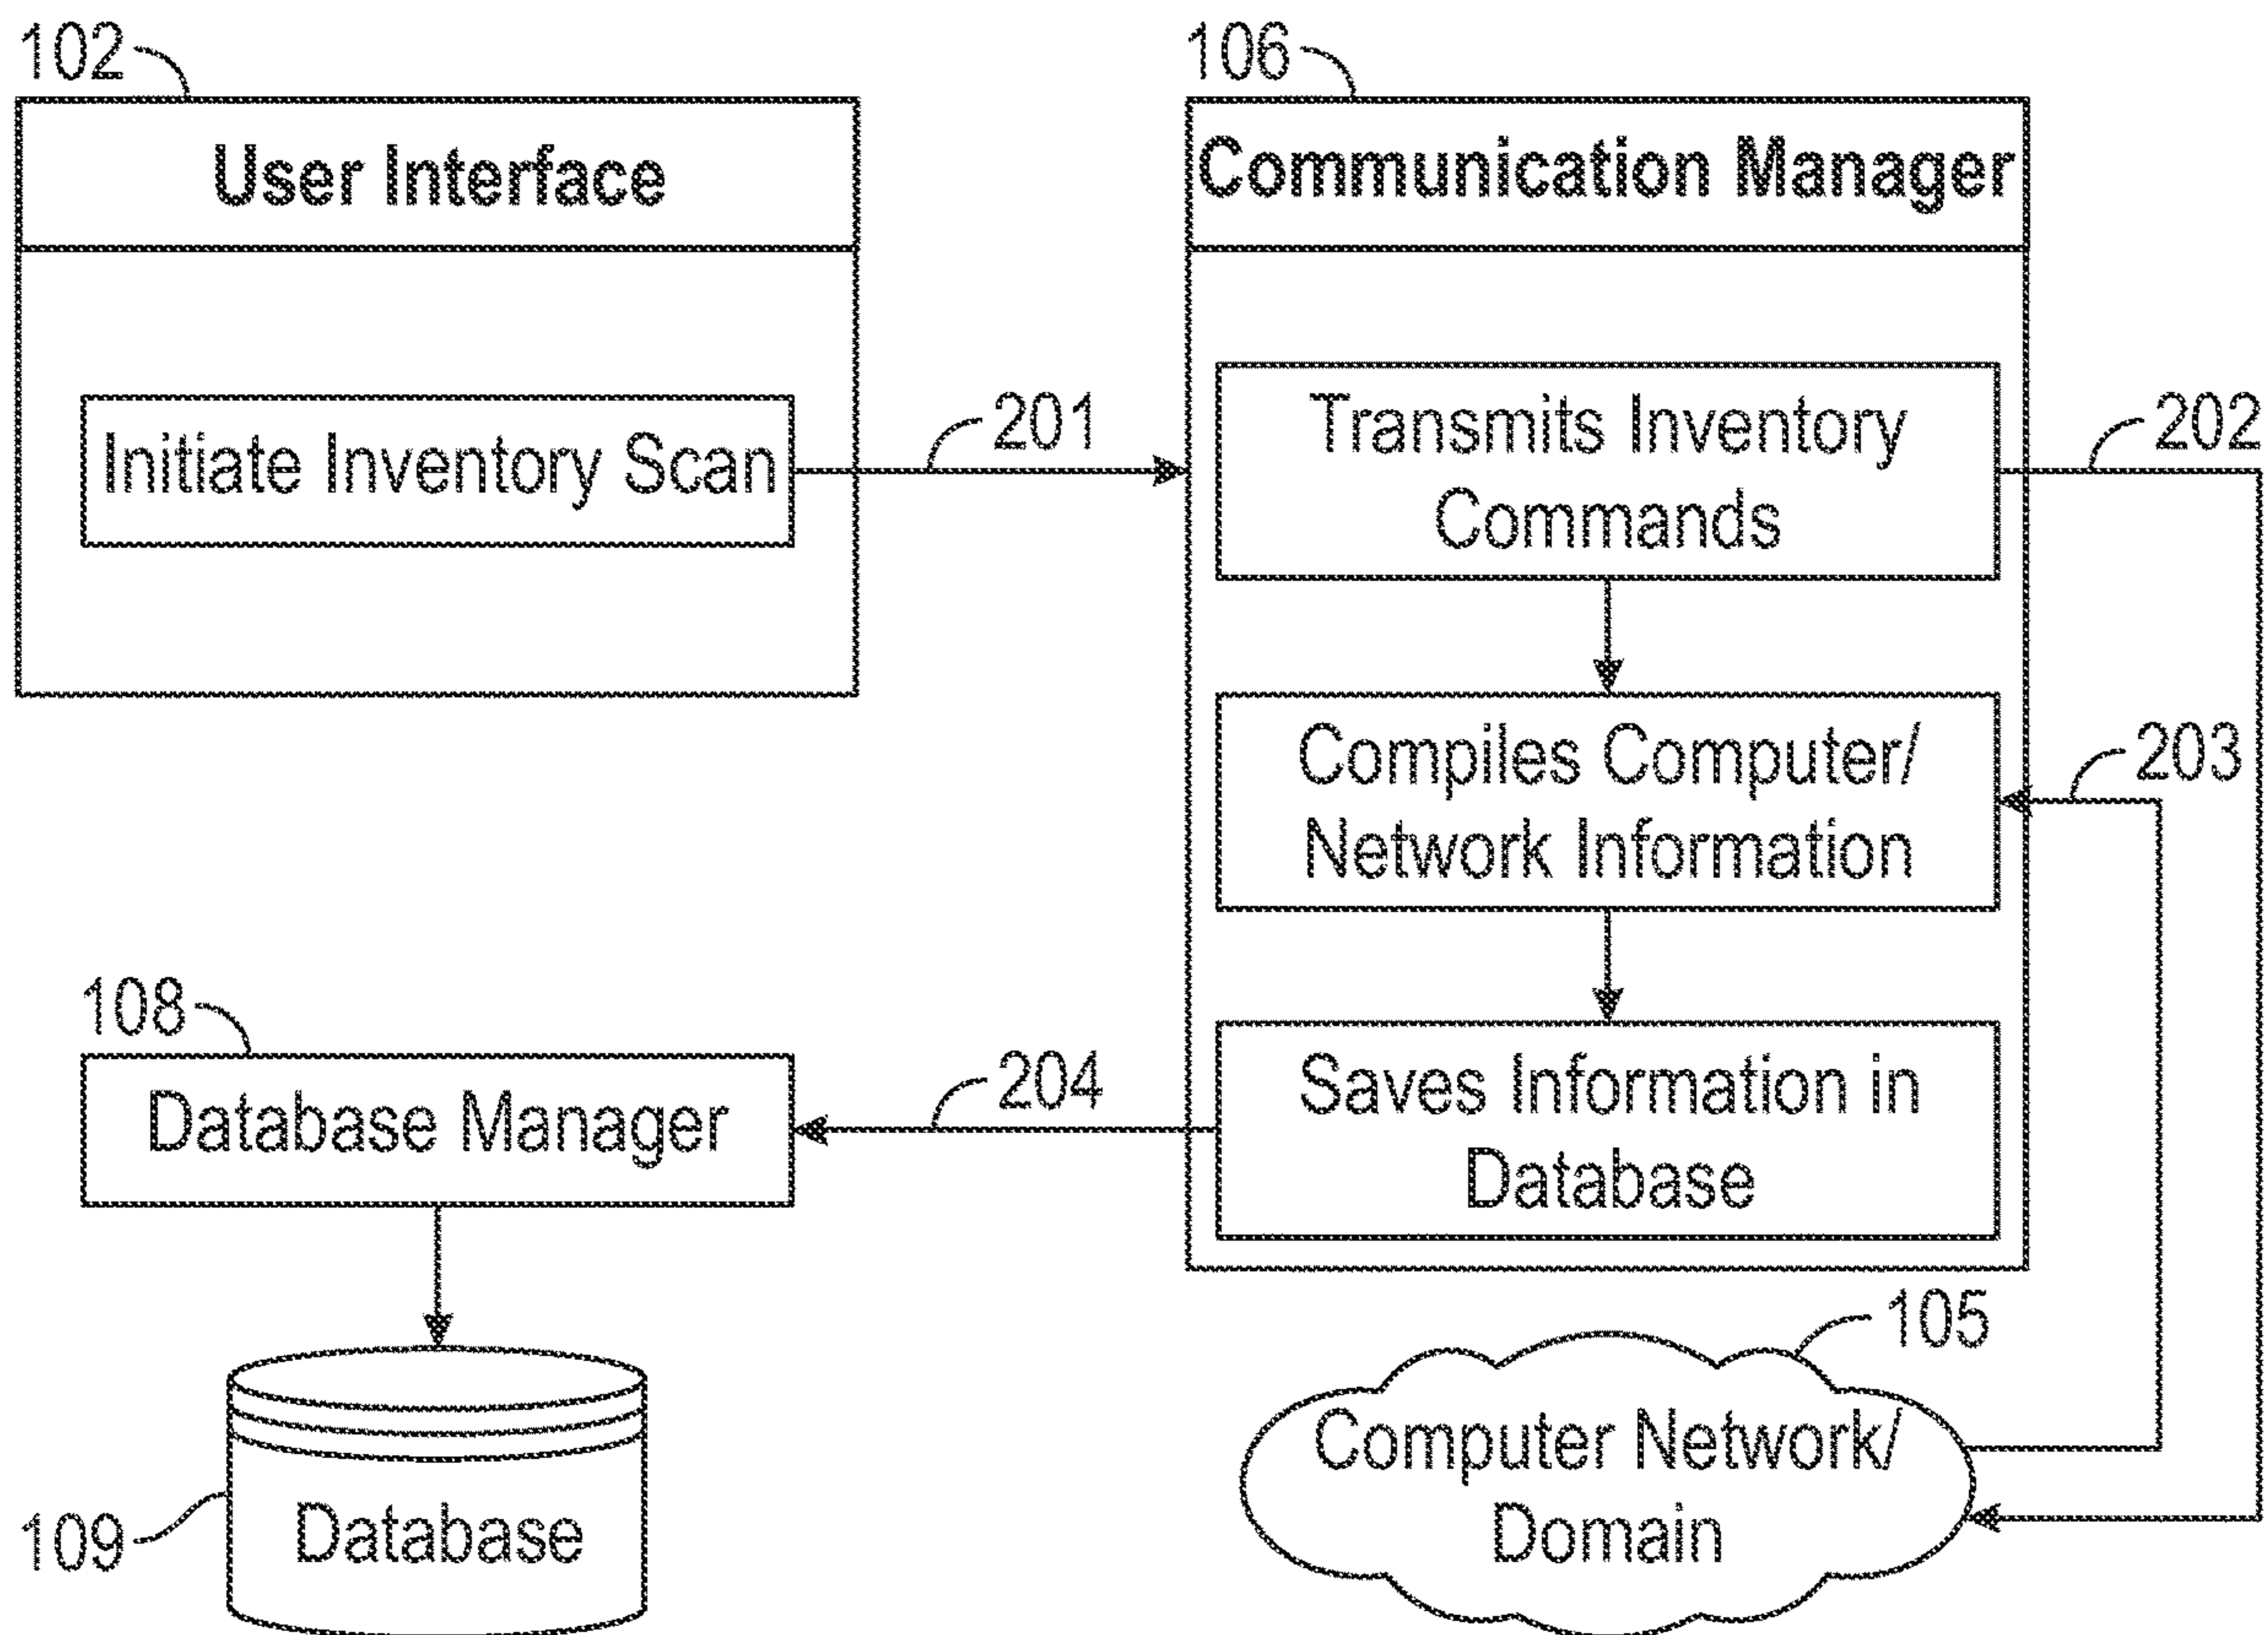 102
106
User Interface
Communication Manager
Initiate Inventory Scan
201
Transmits Inventory
Commands
202
Compiles Computer/
Network Information
203
108
Database Manager
204
Saves Information in
Database
105
Computer Network/
Domain
109
Database